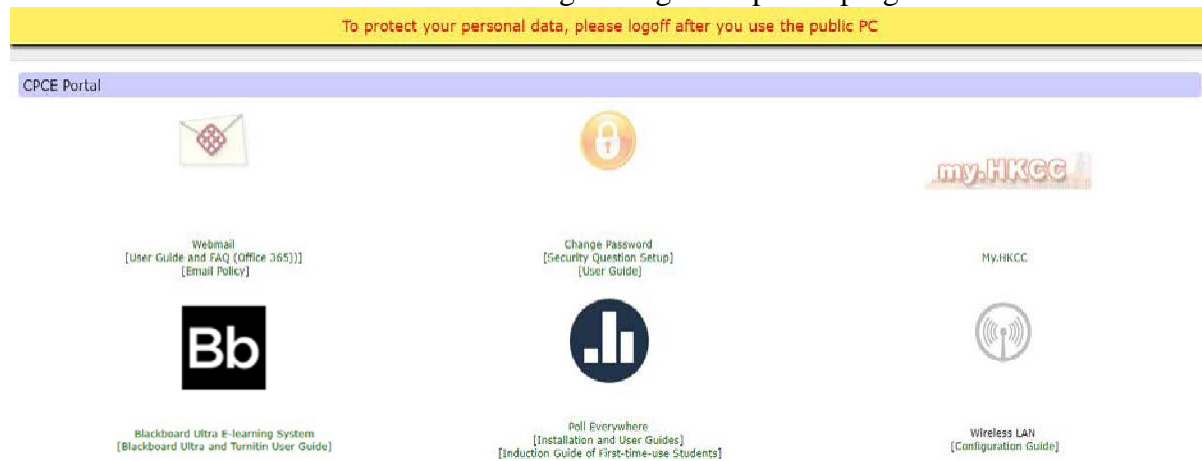 To protect your personal data, please logoff after you use the public PC
CPCE Portal
my.HKCC
Webmail
[User Guide and FAQ (Office 365))]
[Email Policy]
Change Password
[Security Question Setup]
[User Guide]
My.HKCC
Bb
Blackboard Ultra E-learning System
[Blackboard Ultra and Turnitin User Guide]
Poll Everywhere
[Installation and User Guides]
[Induction Guide of First-time-use Students]
Wireless LAN
[Configuration Guide]